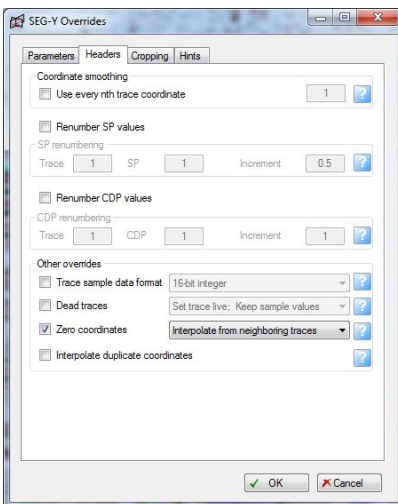 SEG-Y Overrides
Parameters Headers Cropping Hints
Coordinate smoothing
Use every nth trace coordinate 1 ?
Renumber SP values
SP renumbering
Trace 1 SP 1 Increment 0.5 ?
Renumber CDP values
CDP renumbering
Trace 1 CDP 1 Increment 1 ?
Other overrides
Trace sample data format 16-bit integer ?
Dead traces Set trace live; Keep sample values ?
Zero coordinates Interpolate from neighboring traces ?
Interpolate duplicate coordinates ?
OK Cancel